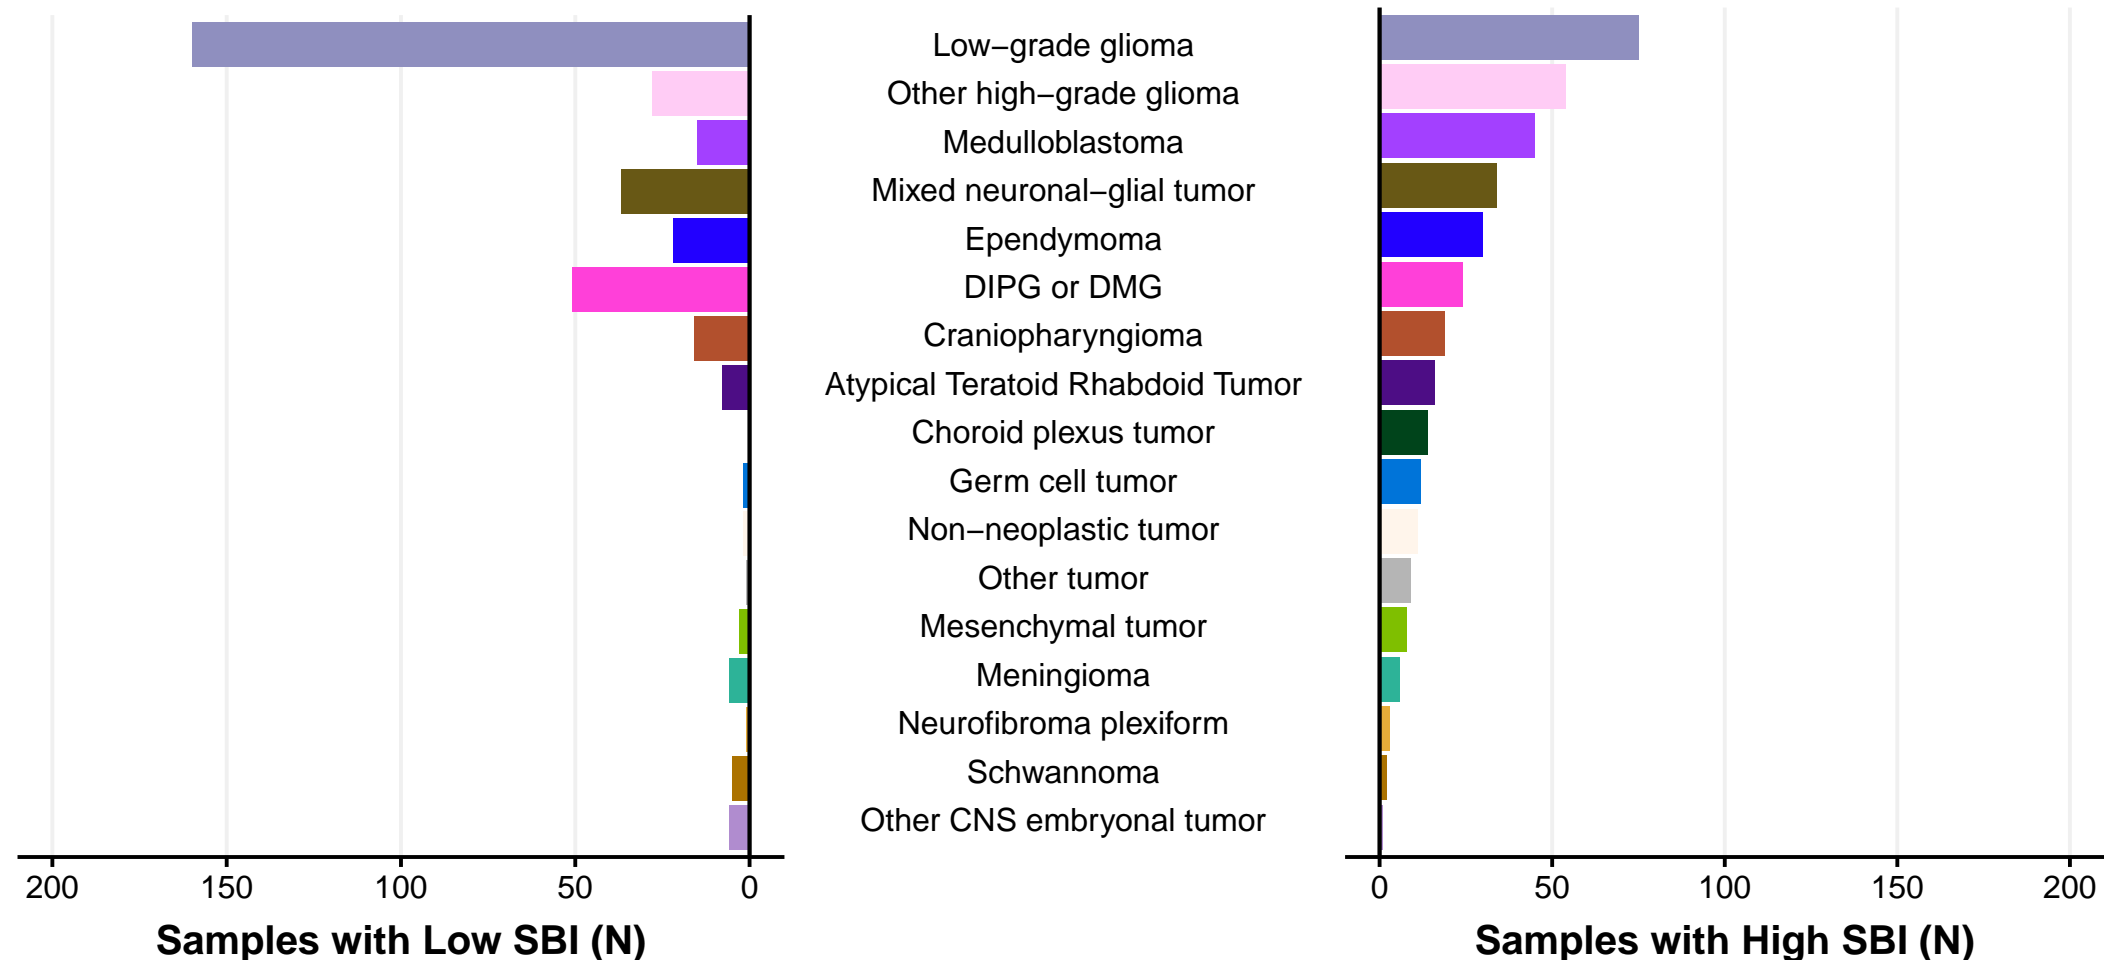 Low−grade glioma
Other high−grade glioma
Medulloblastoma
Mixed neuronal−glial tumor
Ependymoma
DIPG or DMG
Craniopharyngioma
Atypical Teratoid Rhabdoid Tumor
Choroid plexus tumor
Germ cell tumor
Non−neoplastic tumor
Other tumor
Mesenchymal tumor
Meningioma
Neurofibroma plexiform
Schwannoma
Other CNS embryonal tumor
200 150 100 50 0
Samples with Low SBI (N)
0 50 100 150 200
Samples with High SBI (N)